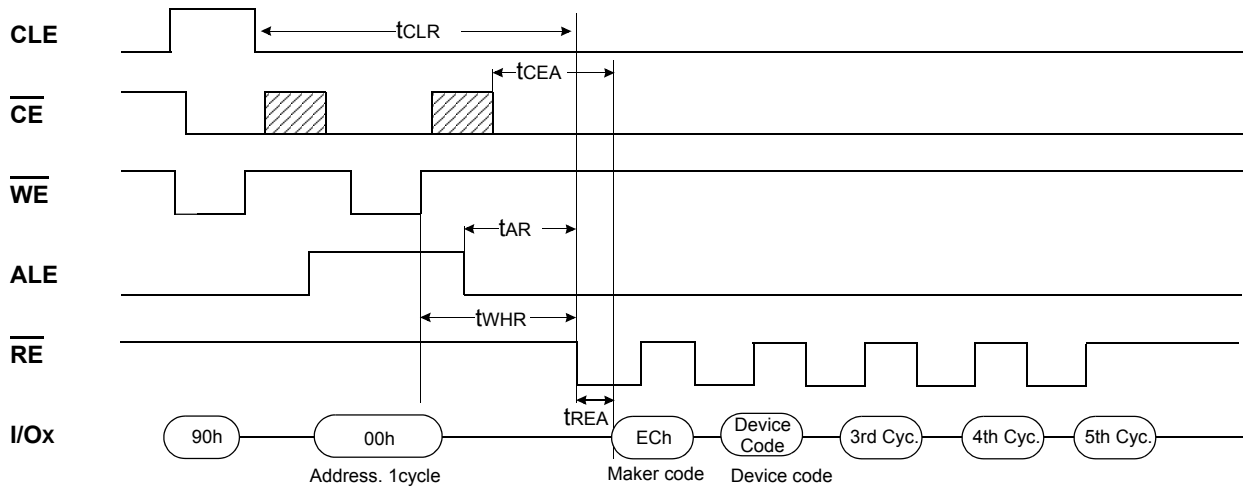 CLE
tCLR
tCEA
CE
WE
tAR
ALE
tWHR
RE
tREA
I/Ox
90h
00h
ECh
Device
Code
3rd Cyc.
4th Cyc.
5th Cyc.
Address. 1cycle
Maker code
Device code